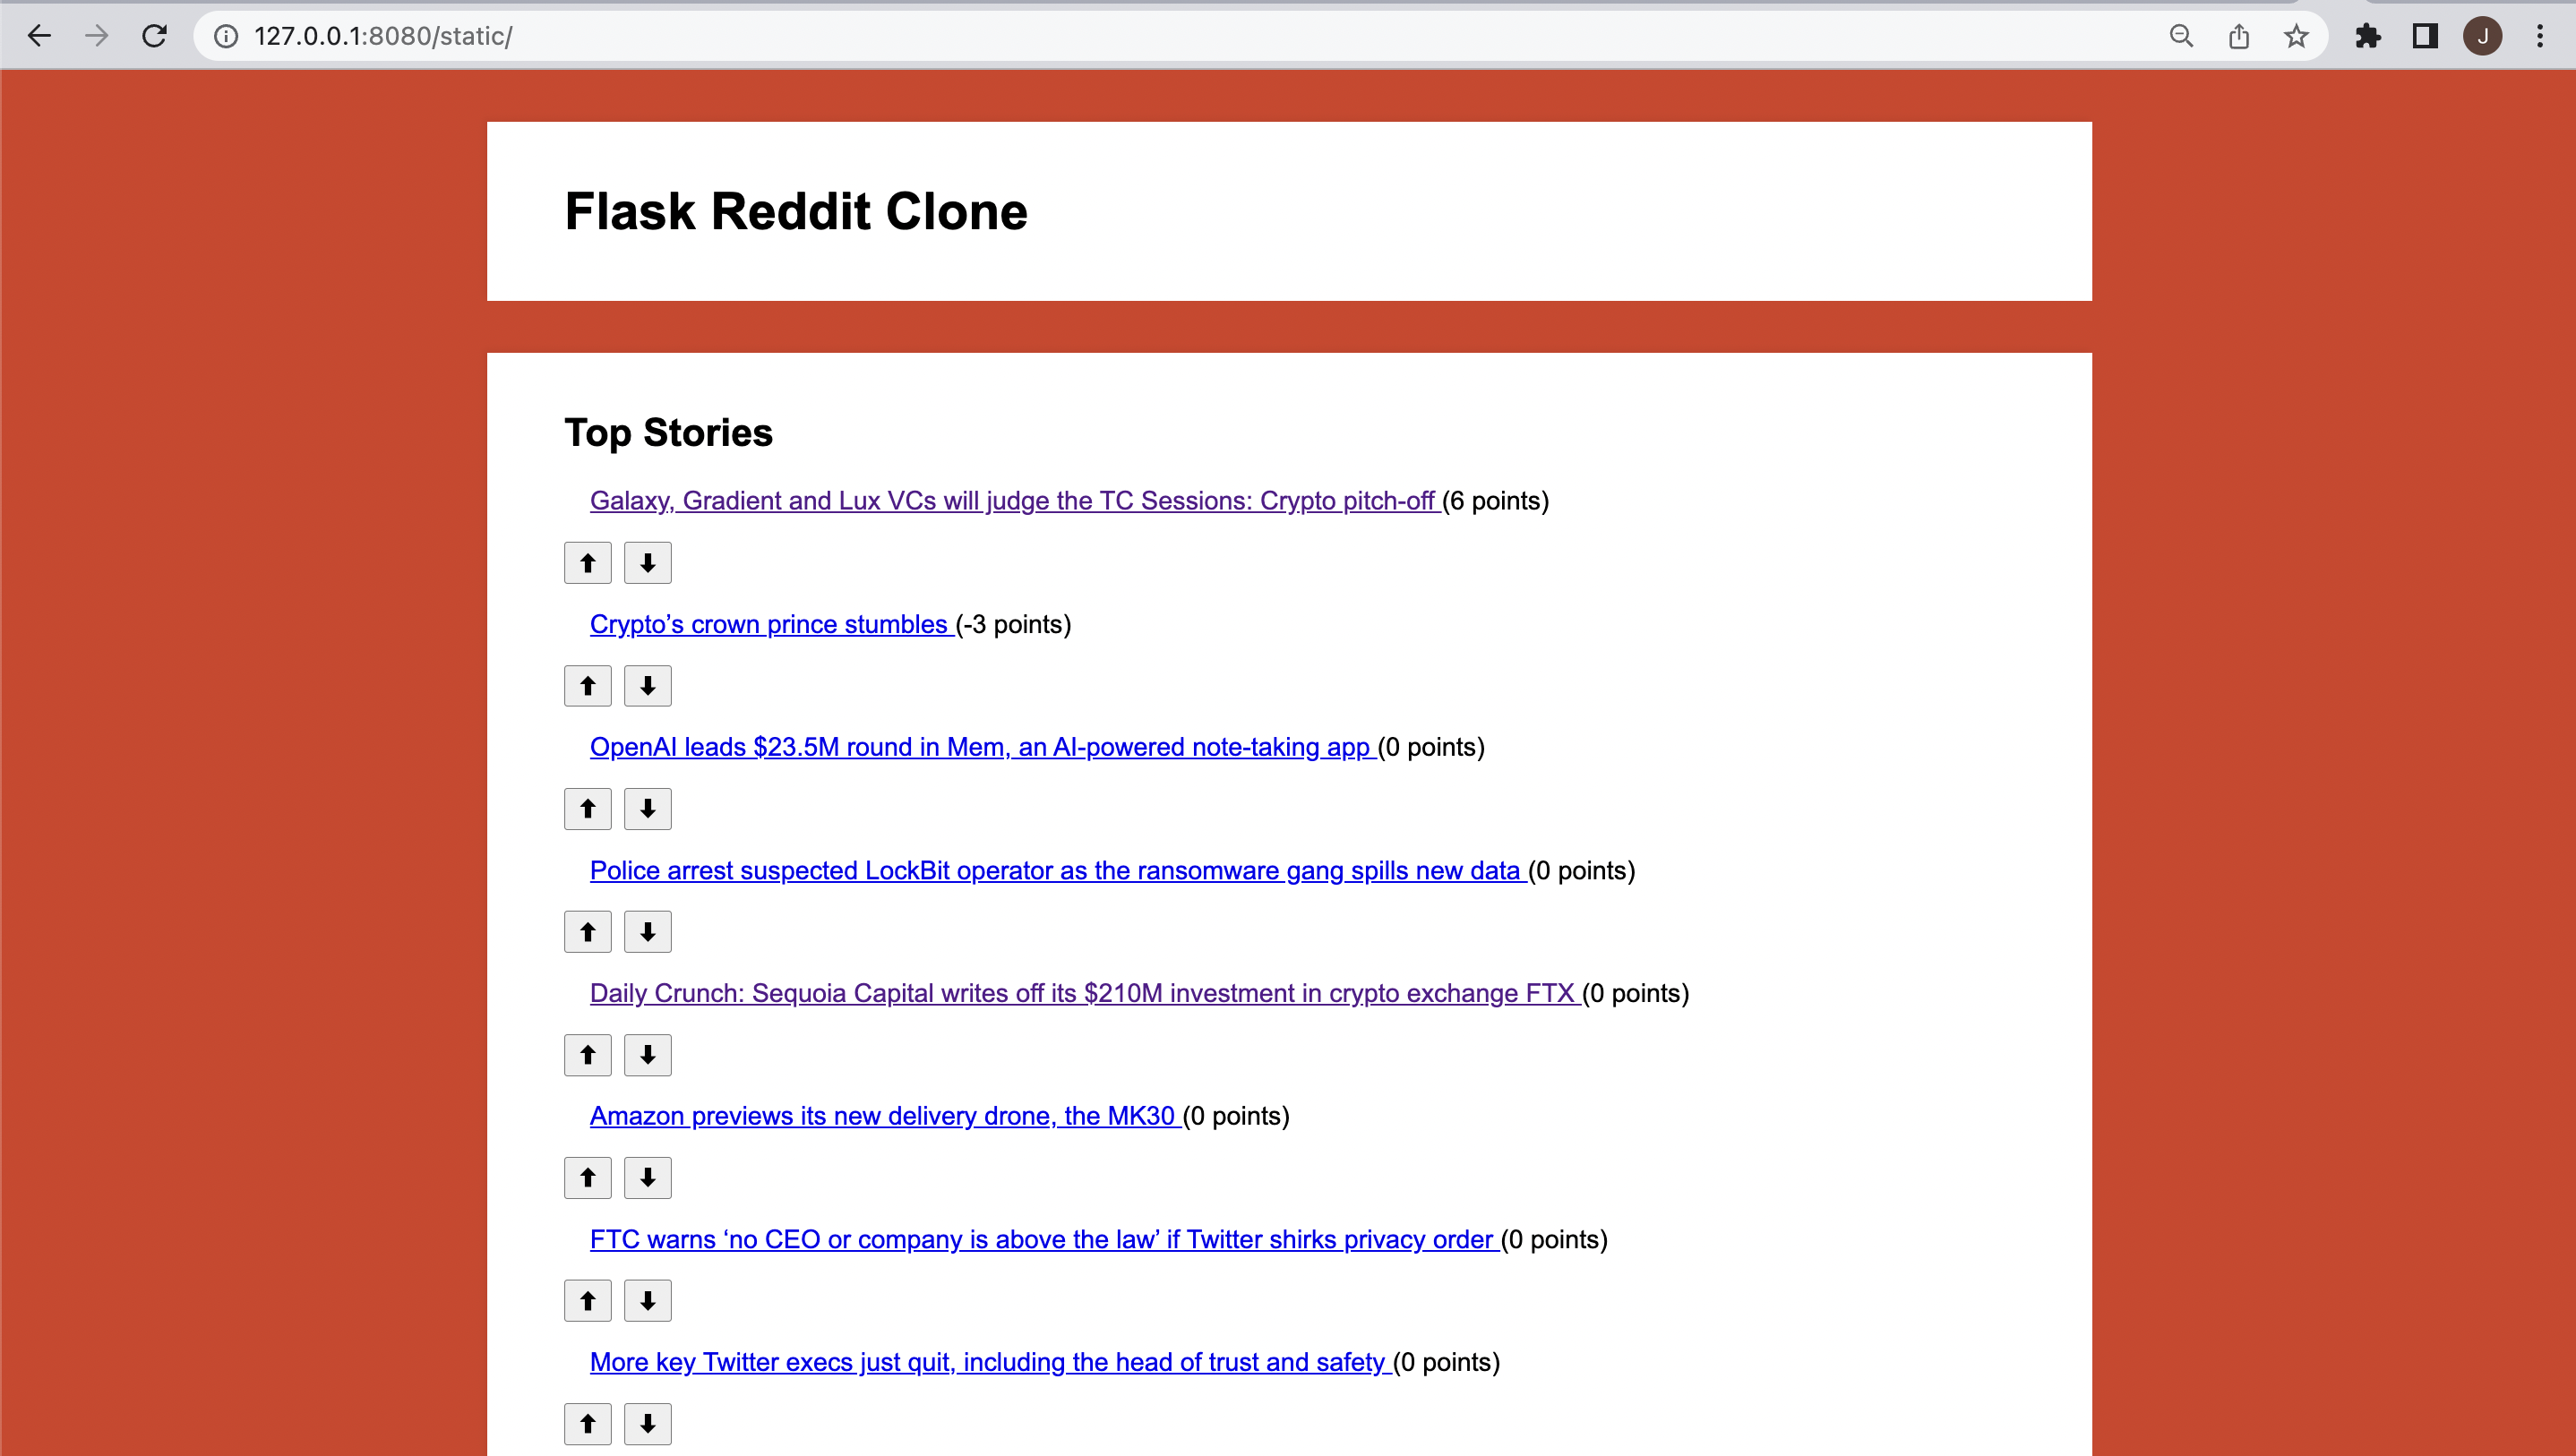 127.0.0.1:8080/static/
J
Flask Reddit Clone
Top Stories
Galaxy, Gradient and Lux VCs will judge the TC Sessions: Crypto pitch-off (6 points)
Crypto’s crown prince stumbles (-3 points)
OpenAI leads $23.5M round in Mem, an AI-powered note-taking app (0 points)
Police arrest suspected LockBit operator as the ransomware gang spills new data (0 points)
Daily Crunch: Sequoia Capital writes off its $210M investment in crypto exchange FTX (0 points)
Amazon previews its new delivery drone, the MK30 (0 points)
FTC warns ‘no CEO or company is above the law’ if Twitter shirks privacy order (0 points)
More key Twitter execs just quit, including the head of trust and safety (0 points)